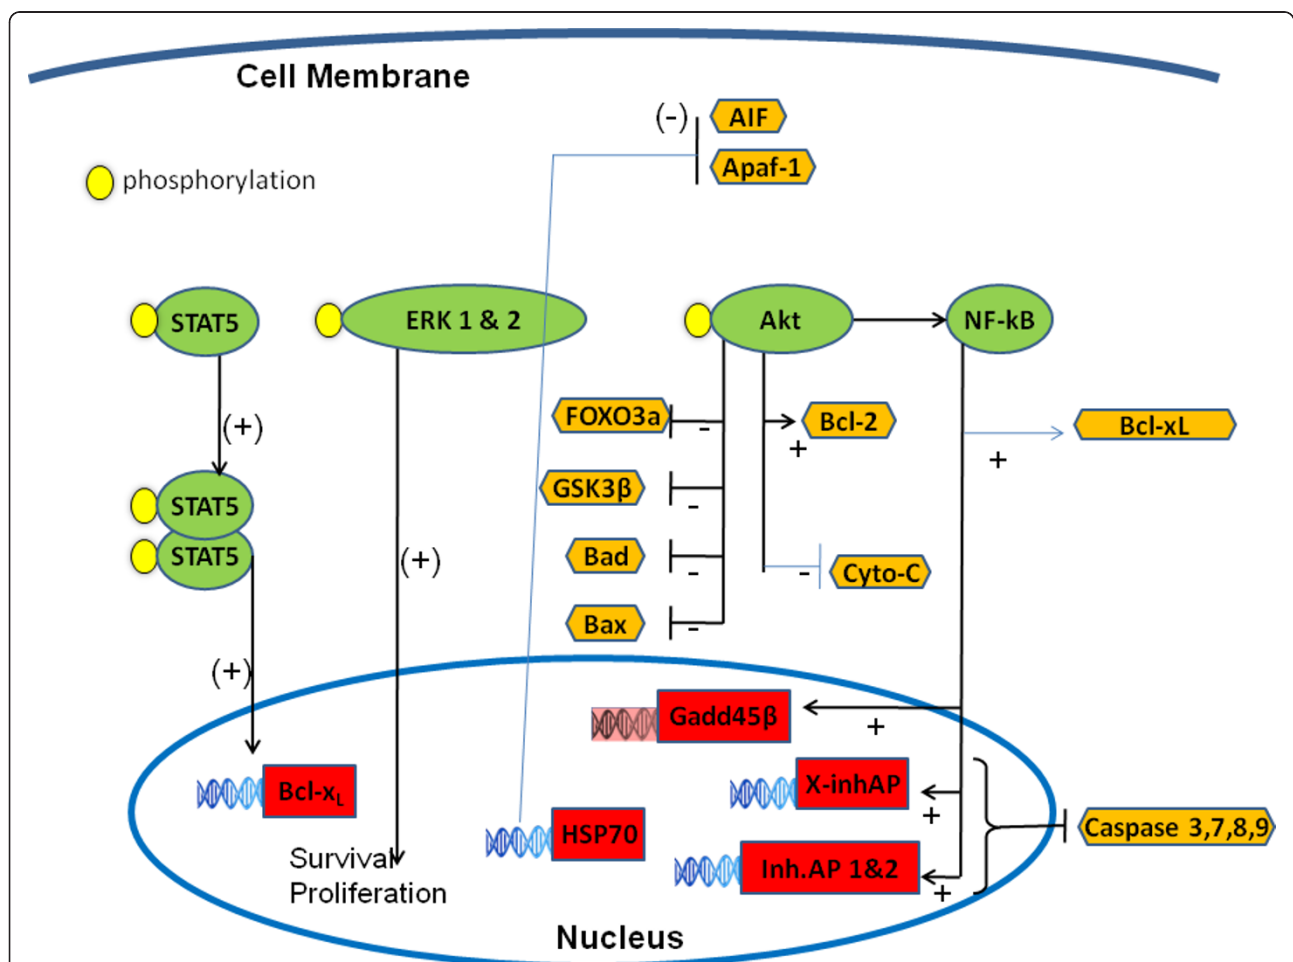 Cell Membrane
(-)
AIF
Apaf-1
phosphorylation
STAT5
ERK 1 & 2
Akt
NF-kB
(+)
FOXO3a
-
Bcl-2
+
Bcl-xL
+
GSK3β
-
STAT5
STAT5
(+)
Bad
-
Cyto-C
-
Bax
-
(+)
Gadd45β
+
Bcl-xL
X-inhAP
+
HSP70
Caspase 3,7,8,9
Survival
Proliferation
Inh.AP 1&2
+
Nucleus